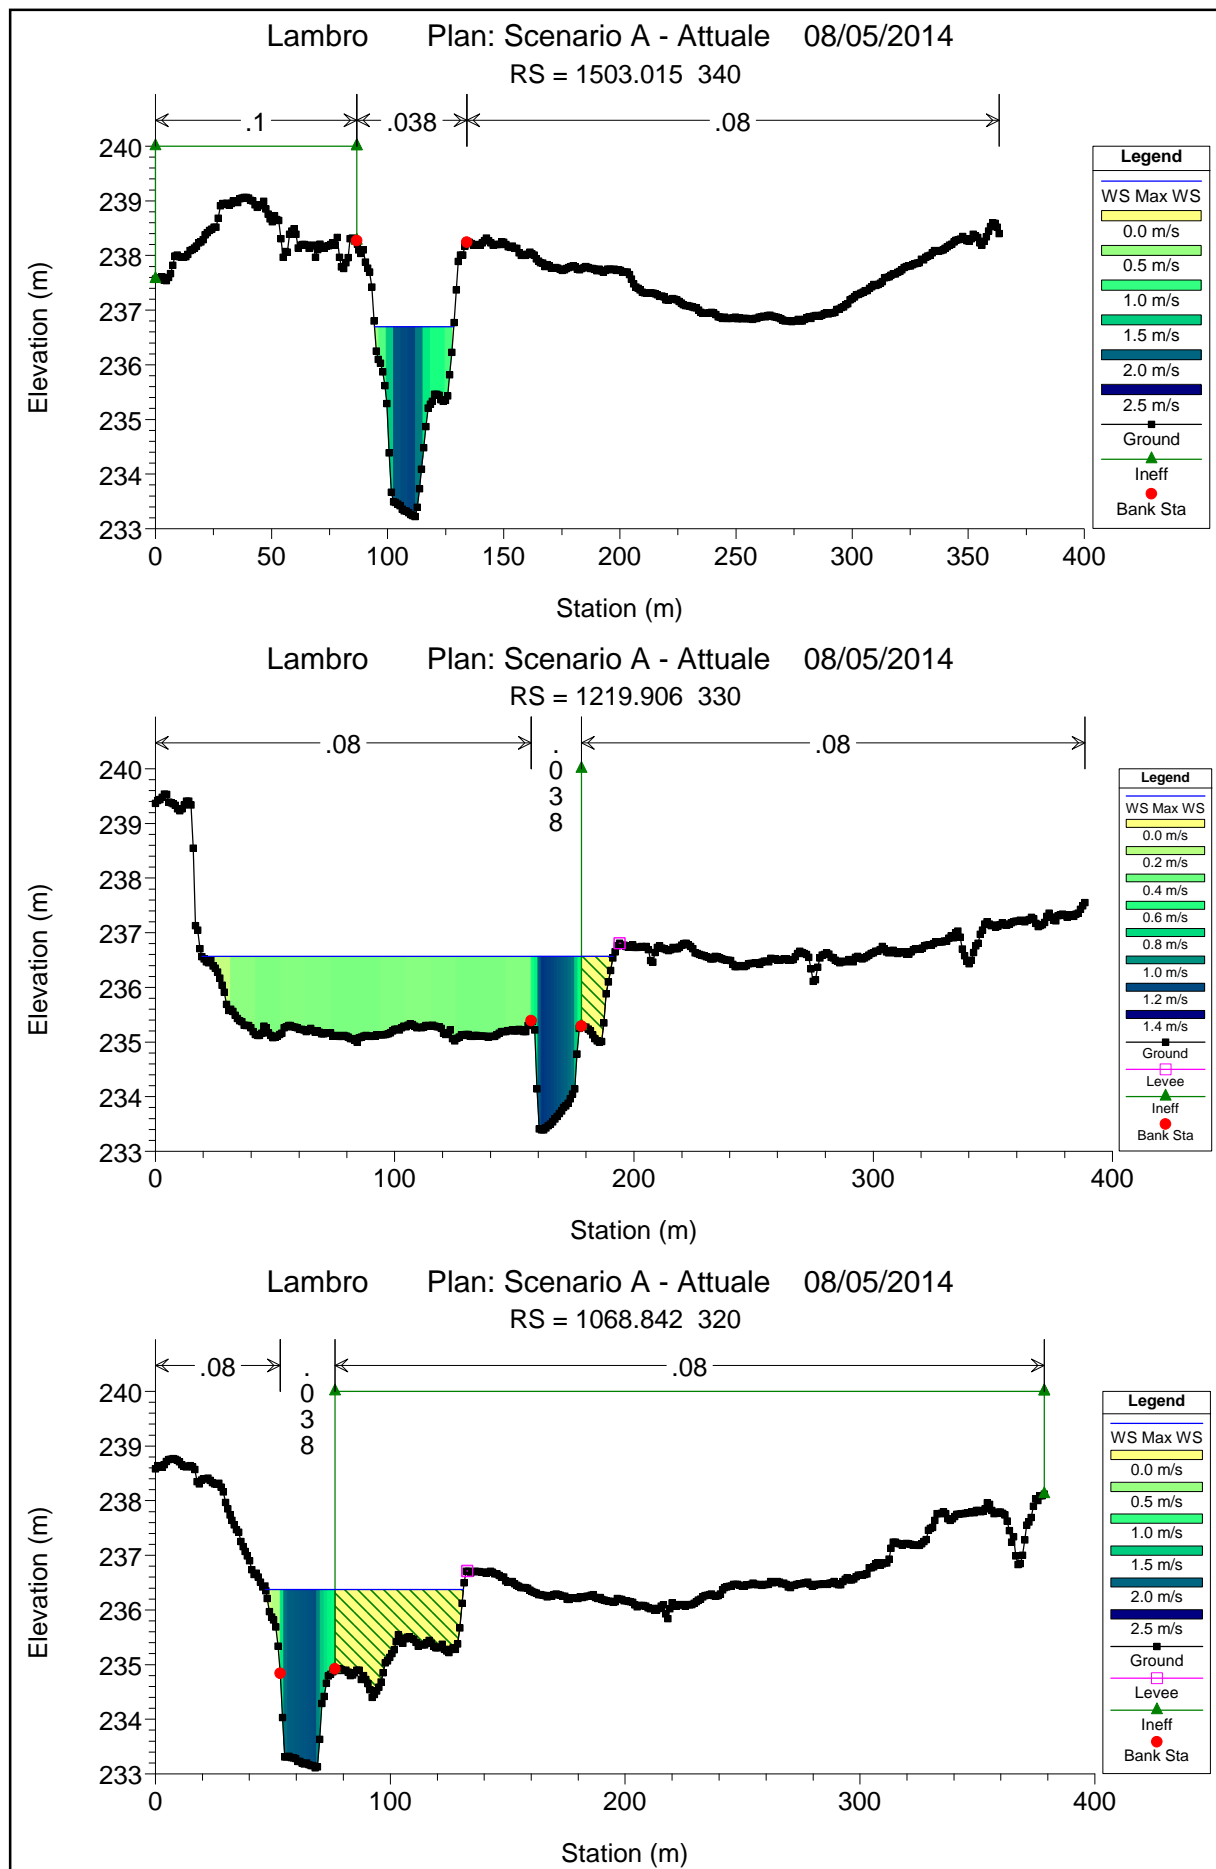 Lambro Plan: Scenario A - Attuale 08/05/2014
RS = 1503.015 340
.1 .038 .08
240
239
238
237
236
235
234
233
Elevation (m)
0 50 100 150 200 250 300 350 400
Station (m)
Legend
WS Max WS
0.0 m/s
0.5 m/s
1.0 m/s
1.5 m/s
2.0 m/s
2.5 m/s
Ground
Ineff
Bank Sta
Lambro Plan: Scenario A - Attuale 08/05/2014
RS = 1219.906 330
.08 .038 .08
240
239
238
237
236
235
234
233
Elevation (m)
0 100 200 300 400
Station (m)
Legend
WS Max WS
0.0 m/s
0.2 m/s
0.4 m/s
0.6 m/s
0.8 m/s
1.0 m/s
1.2 m/s
1.4 m/s
Ground
Levee
Ineff
Bank Sta
Lambro Plan: Scenario A - Attuale 08/05/2014
RS = 1068.842 320
.08 .038 .08
240
239
238
237
236
235
234
233
Elevation (m)
0 100 200 300 400
Station (m)
Legend
WS Max WS
0.0 m/s
0.5 m/s
1.0 m/s
1.5 m/s
2.0 m/s
2.5 m/s
Ground
Levee
Ineff
Bank Sta